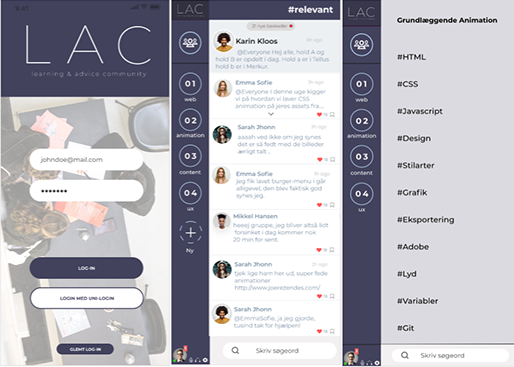 LAC
learning & advice community
johndoe@mail.com
LOG-IN
LOGIN MED UNI-LOGIN
GLEMT LOG-IN
LAC
01
web
02
animation
03
content
04
ux
Ny
#relevant
nye beskeder
Karin Kloos
@Everyone Hej alle, hold A og
hold B er opdelt i dag. Hold a er i Tellus
hold b er i Merkur.
Emma Sofie
@Everyone I denne uge kigger
vi på hvordan vi laver CSS
animation på jeres assets fra...
Sarah Jhonn
aaaah ved ikke om jeg synes
det er så fedt med de billeder
ærligt talt...
Emma Sofie
jeg fik lavet burger-menu i går
alligevel, den blev faktisk god
synes jeg.
Mikkel Hansen
heeej gruppe, jeg bliver altså lidt
forsinket i dag kommer nok
20 min for sent.
Sarah Jhonn
tjek lige ham her ud, super fede
animationer
http://www.joerezendes.com/
Sarah Jhonn
@EmmaSofie, ja jeg gjorde,
tusind tak for hjælpen!
Skriv søgeord
LAC
01
web
02
animation
03
content
04
ux
Grundlæggende Animation
#HTML
#CSS
#Javascript
#Design
#Stilarter
#Grafik
#Eksportering
#Adobe
#Lyd
#Variabler
#Git
Skriv søgeord